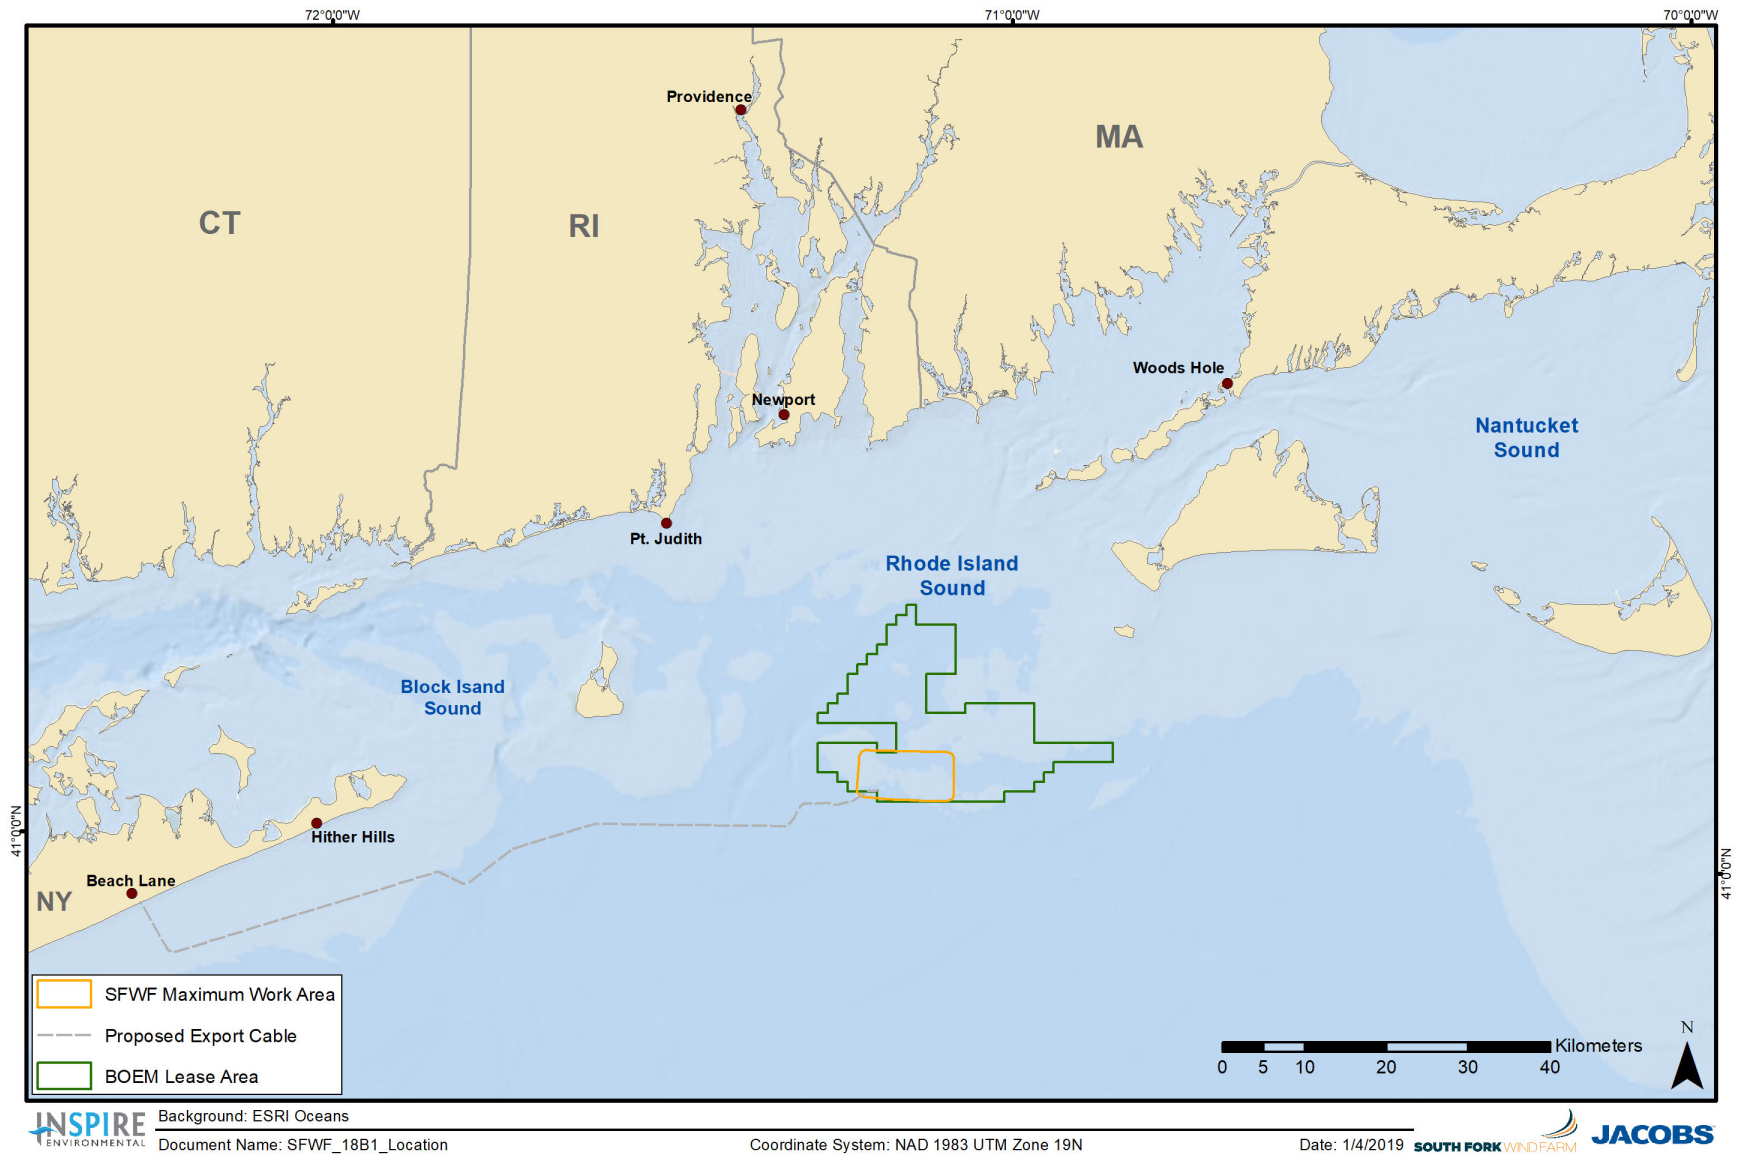 72°0'0"W
71°0'0"W
70°0'0"W
Providence
MA
CT
RI
Woods Hole
Newport
Nantucket
Sound
Pt. Judith
Rhode Island
Sound
Block Isand
Sound
41°0'0"N
41°0'0"N
Hither Hills
Beach Lane
NY
SFWF Maximum Work Area
Proposed Export Cable
BOEM Lease Area
N
Kilometers
0 5 10 20 30 40
INSPIRE
ENVIRONMENTAL
Background: ESRI Oceans
Document Name: SFWF_18B1_Location
Coordinate System: NAD 1983 UTM Zone 19N
Date: 1/4/2019
SOUTH FORK WIND FARM
JACOBS